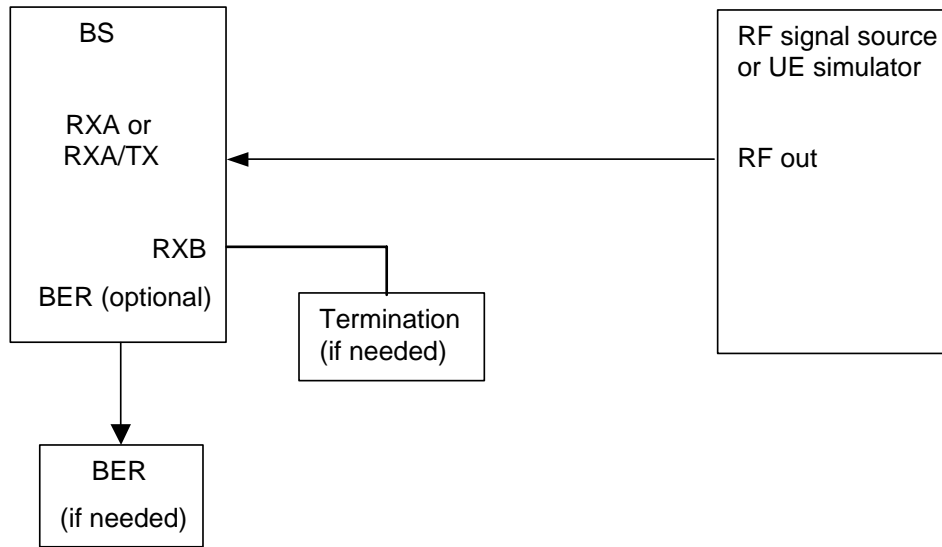 BS
RXA or
RXA/TX
RXB
BER (optional)
Termination
(if needed)
BER
(if needed)
RF signal source
or UE simulator
RF out